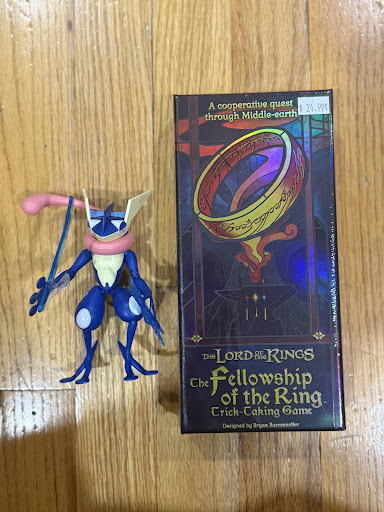 A cooperative quest
through Middle-earth
$ 24.99
THE LORD OF THE RINGS
The Fellowship
of the Ring™
Trick-Taking Game
Designed by Bryan Bornmueller